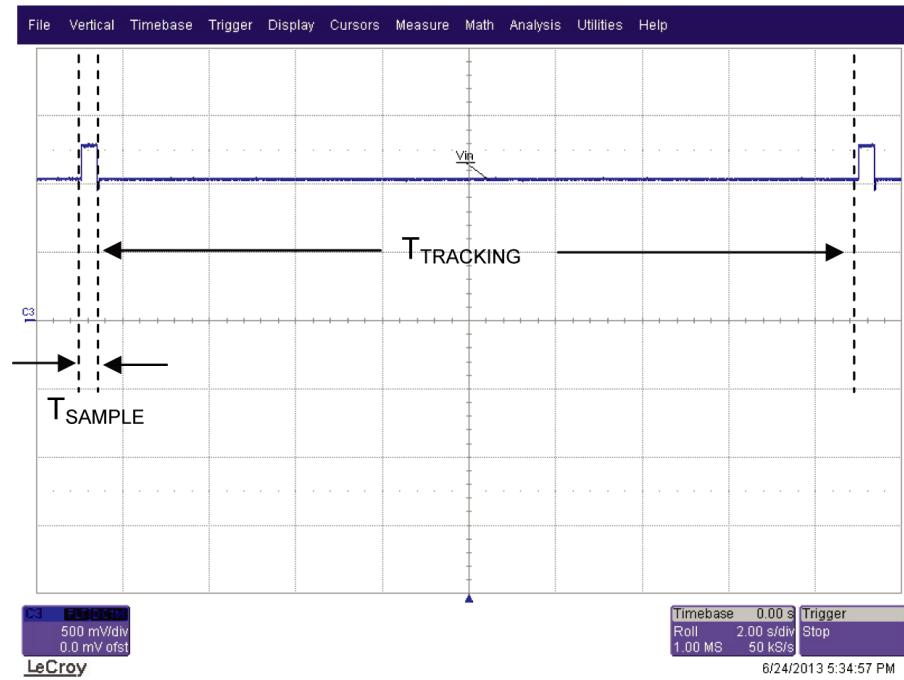 File Vertical Timebase Trigger Display Cursors Measure Math Analysis Utilities Help
Vin
TTRACKING
C3
TSAMPLE
C3
500 mV/div
0.0 mV ofst
Timebase 0.00 s
Roll 2.00 s/div
1.00 MS 50 kS/s
Trigger
Stop
LeCroy
6/24/2013 5:34:57 PM